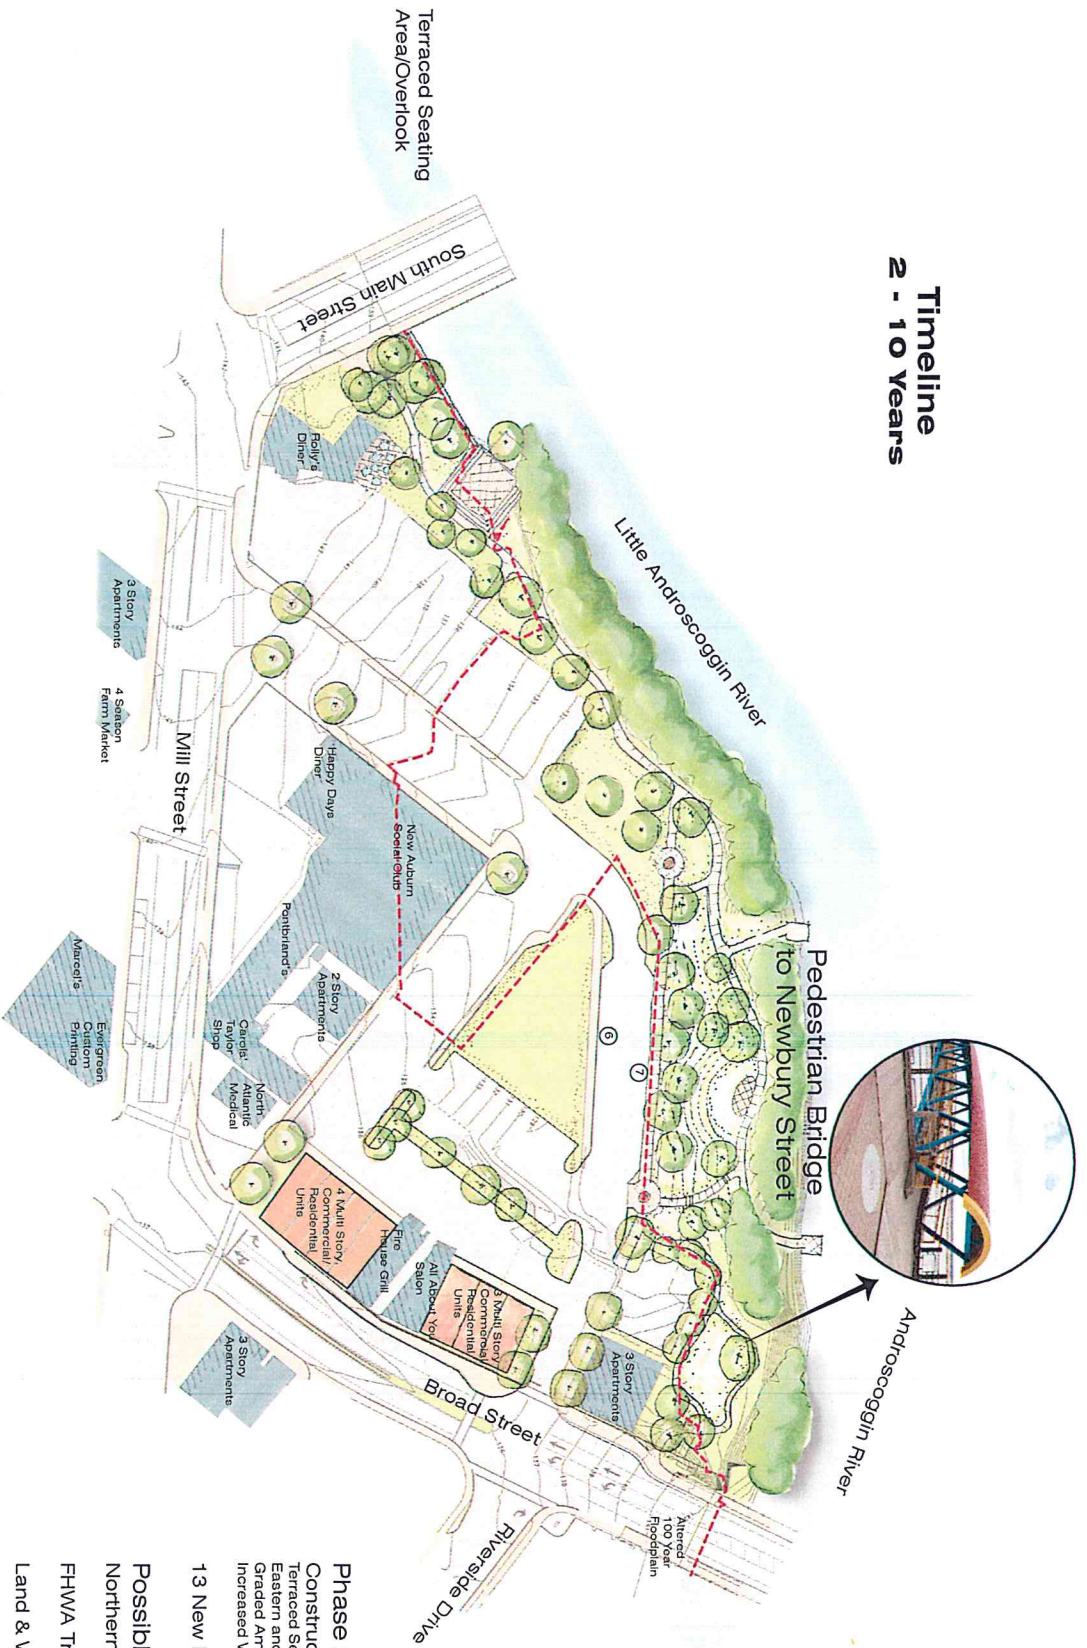 Timeline
2 - 10 Years
Terraced Seating
Area/Overlook
South Main Street
Little Androscoggin River
Rolly's
Diner
3 Story
Apartments
4 Season
Farm Market
Mill Street
Happy Days
Diner
New Auburn
Social Club
Pontbriand's
2 Story
Apartments
Carols'
Taylor
Shop
North
Atlantic
Medical
Marcel's
Evergreen
Custom
Printing
Pedestrian Bridge
to Newbury Street
6
7
Androscoggin River
4 Multi Story,
Commercial/
Residential
Units
Fire
House Grill
All About You
Salon
3 Multi Story
Commercial/
Residential
Units
3 Story
Apartments
3 Story
Apartments
Broad Street
Altered
100 Year
Floodplain
Riverside Drive
Phase
Construc
Terraced Se
Eastern and
Graded Am
Increased V
13 New
Possibl
Northern
FHWA Tr
Land & V